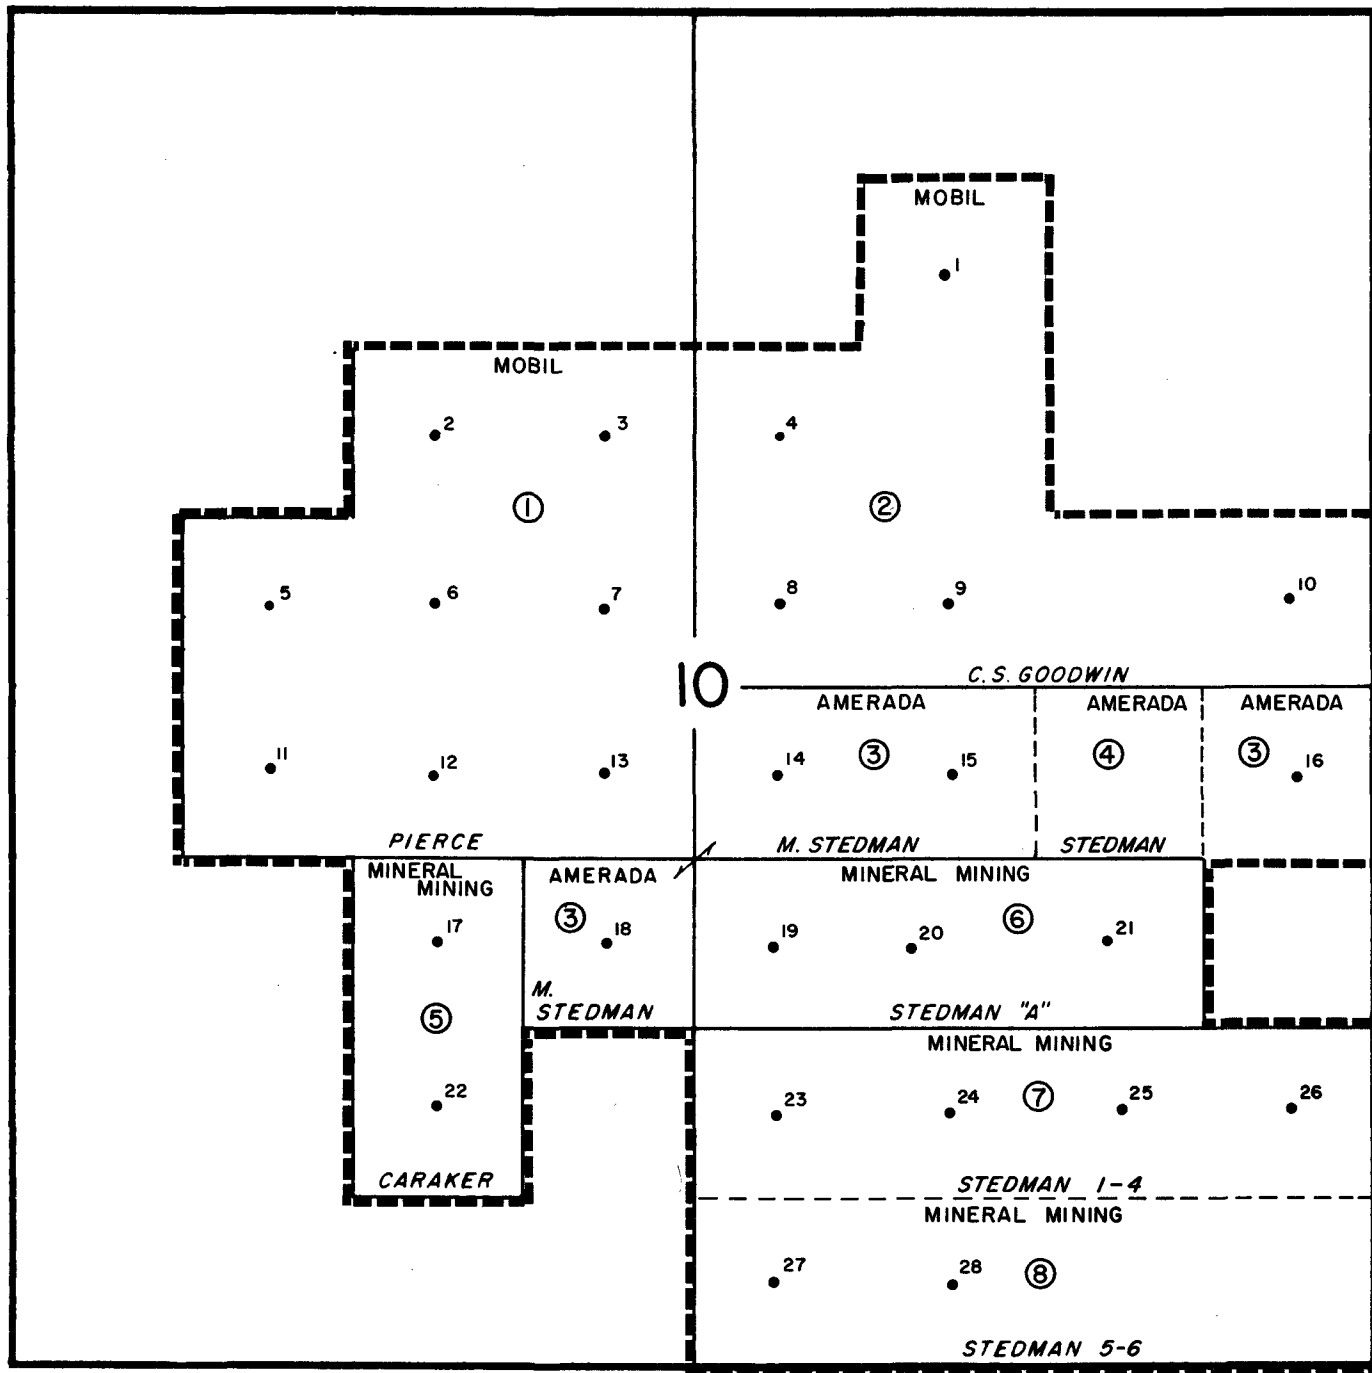 MOBIL
1
MOBIL
2
3
4
①
②
5
6
7
8
9
10
10
C. S. GOODWIN
AMERADA
AMERADA
AMERADA
11
12
13
14
③
15
④
③
16
PIERCE
M. STEDMAN
STEDMAN
MINERAL
MINING
AMERADA
MINERAL MINING
17
③
18
19
20
⑥
21
M.
STEDMAN
STEDMAN "A"
⑤
MINERAL MINING
22
23
24
⑦
25
26
CARAKER
STEDMAN 1-4
MINERAL MINING
27
28
⑧
STEDMAN 5-6